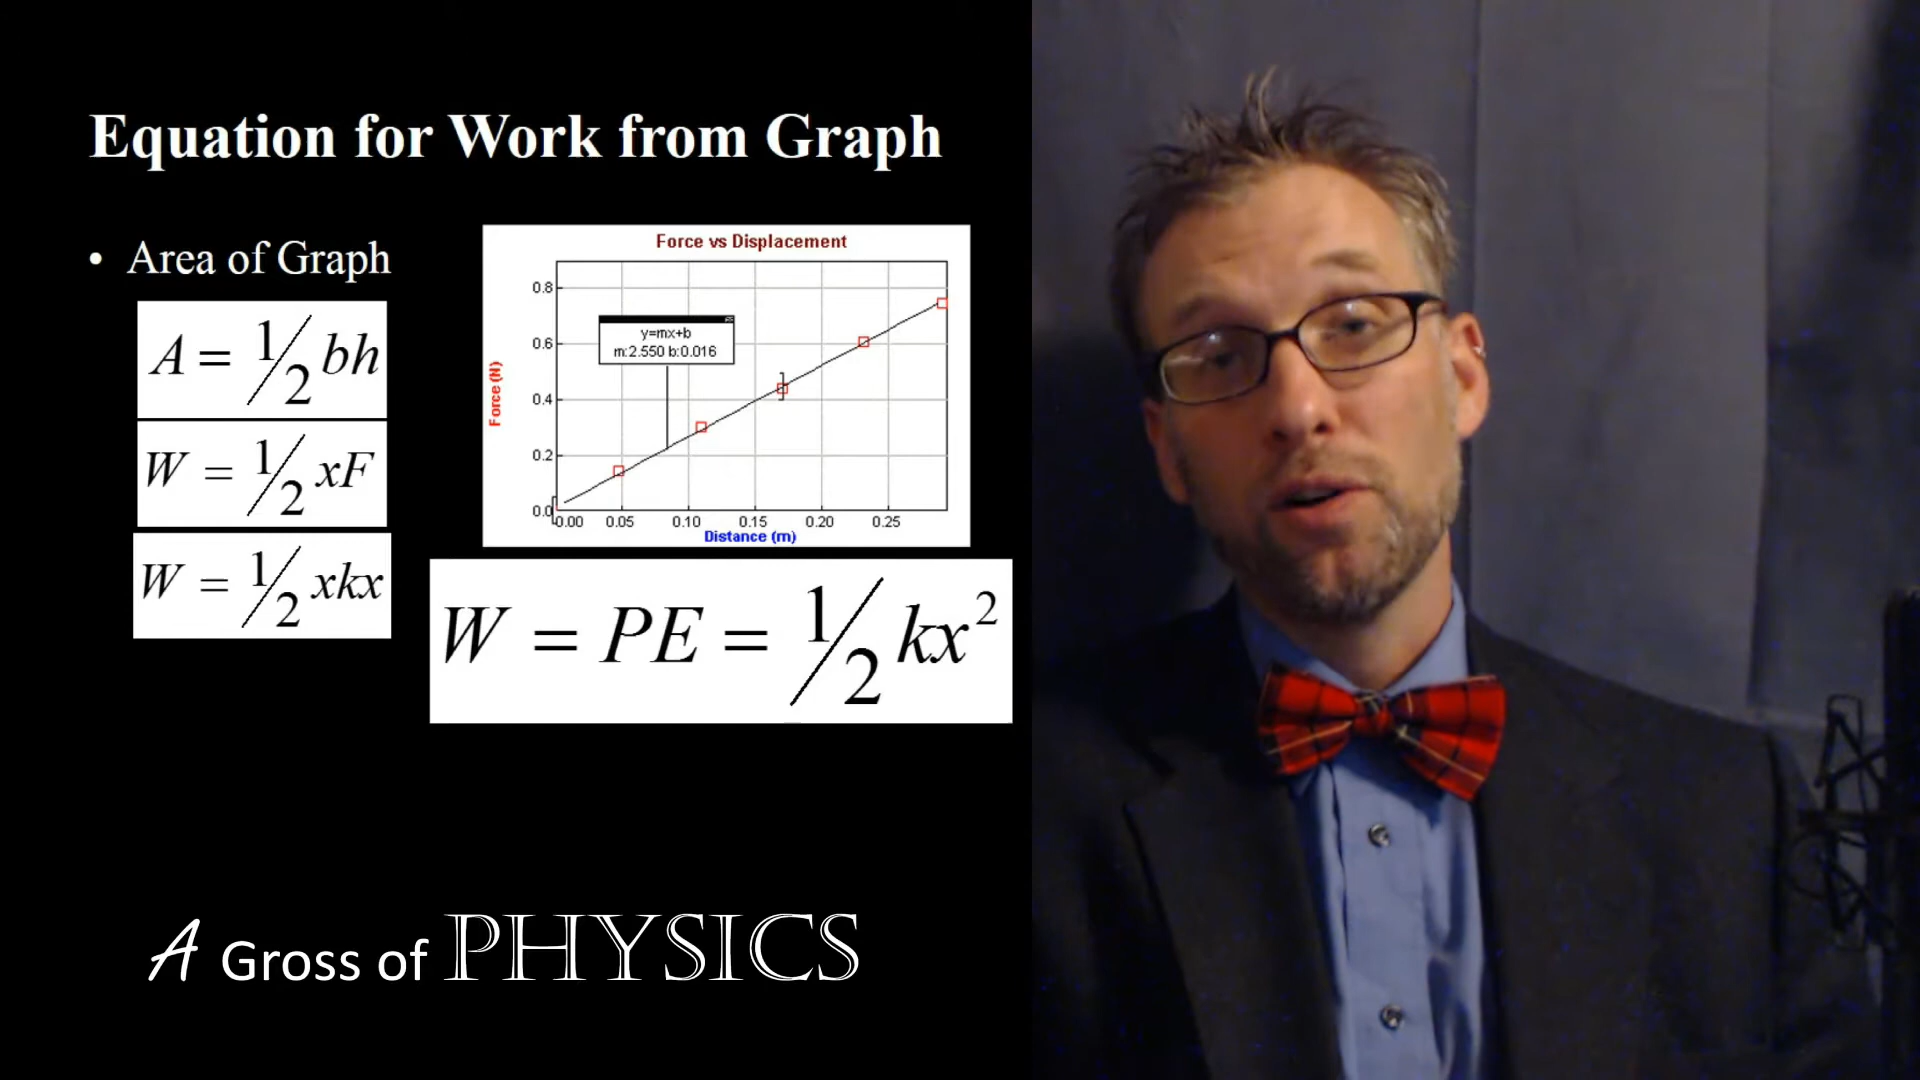 Equation for Work from Graph
• Area of Graph
A = 1/2 bh
W = 1/2 xF
W = 1/2 xkx
Force vs Displacement
0.8
0.6
0.4
0.2
0.0
y=mx+b
m:2.550 b:0.016
Force (N)
0.00 0.05 0.10 0.15 0.20 0.25
Distance (m)
W = PE = 1/2 kx²
A Gross of PHYSICS